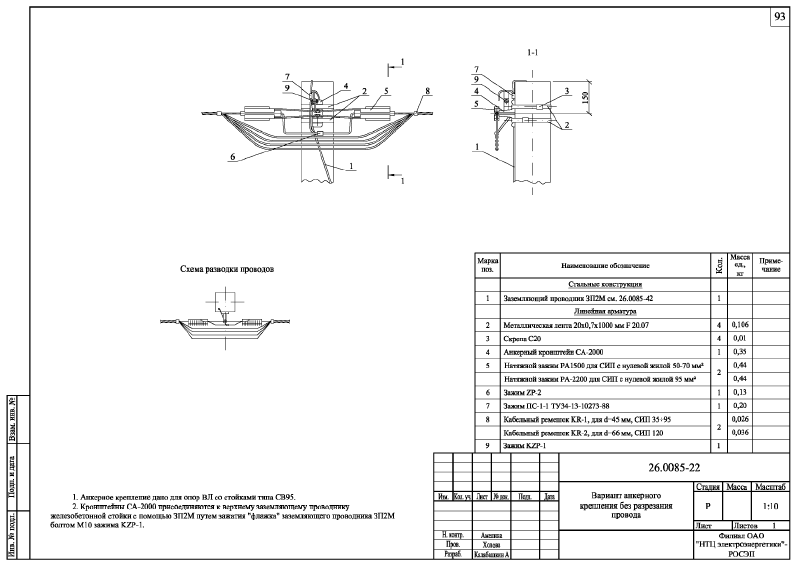 93
1
1-1
7
9
4
2
5
8
6
1
1
7
9
4
5
1
3
2
150
Схема разводки проводов
Марка поз.
Наименование обозначение
Кол.
Масса ед., кг
Приме-чание
Стальные конструкции
1 Заземляющий проводник ЗП2М см. 26.0085-42 1
Линейная арматура
2 Металлическая лента 20х0,7х1000 мм F 20.07 4 0,106
3 Скрепа С20 4 0,01
4 Анкерный кронштейн СА-2000 1 0,35
5 Натяжной зажим РА1500 для СИП с нулевой жилой 50-70 мм² 2 0,44
Натяжной зажим РА-2200 для СИП с нулевой жилой 95 мм² 0,44
6 Зажим ZP-2 1 0,13
7 Зажим ПС-1-1 ТУ34-13-10273-88 1 0,20
8 Кабельный ремешок KR-1, для d=45 мм, СИП 35÷95 2 0,026
Кабельный ремешок KR-2, для d=66 мм, СИП 120 0,036
9 Зажим KZP-1 1
1. Анкерное крепление дано для опор ВЛ со стойками типа СВ95.
2. Кронштейны СА-2000 присоединяются к верхнему заземляющему проводнику
железобетонной стойки с помощью ЗП2М путем зажатия "флажка" заземляющего проводника ЗП2М
болтом М10 зажима KZP-1.
26.0085-22
Изм. Кол. уч Лист № док. Подп. Дата
Вариант анкерного
крепления без разрезания
провода
Стадия Масса Масштаб
Р 1:10
Лист Листов 1
Н. контр. Амелина
Пров. Холова
Разраб. Калабашкин А
Филиал ОАО
"НТЦ электроэнергетики"-
РОСЭП
Взам. инв. №
Подп. и дата
Инв. № подл.